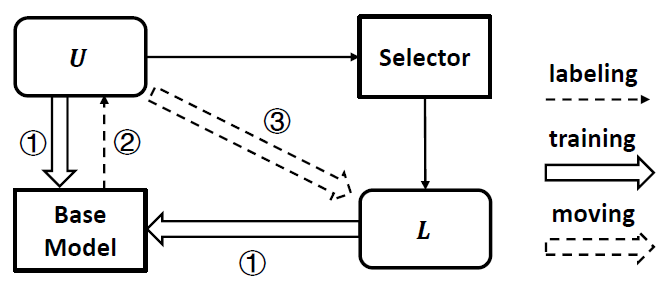 U
Selector
labeling
①
②
③
training
Base
Model
L
moving
①